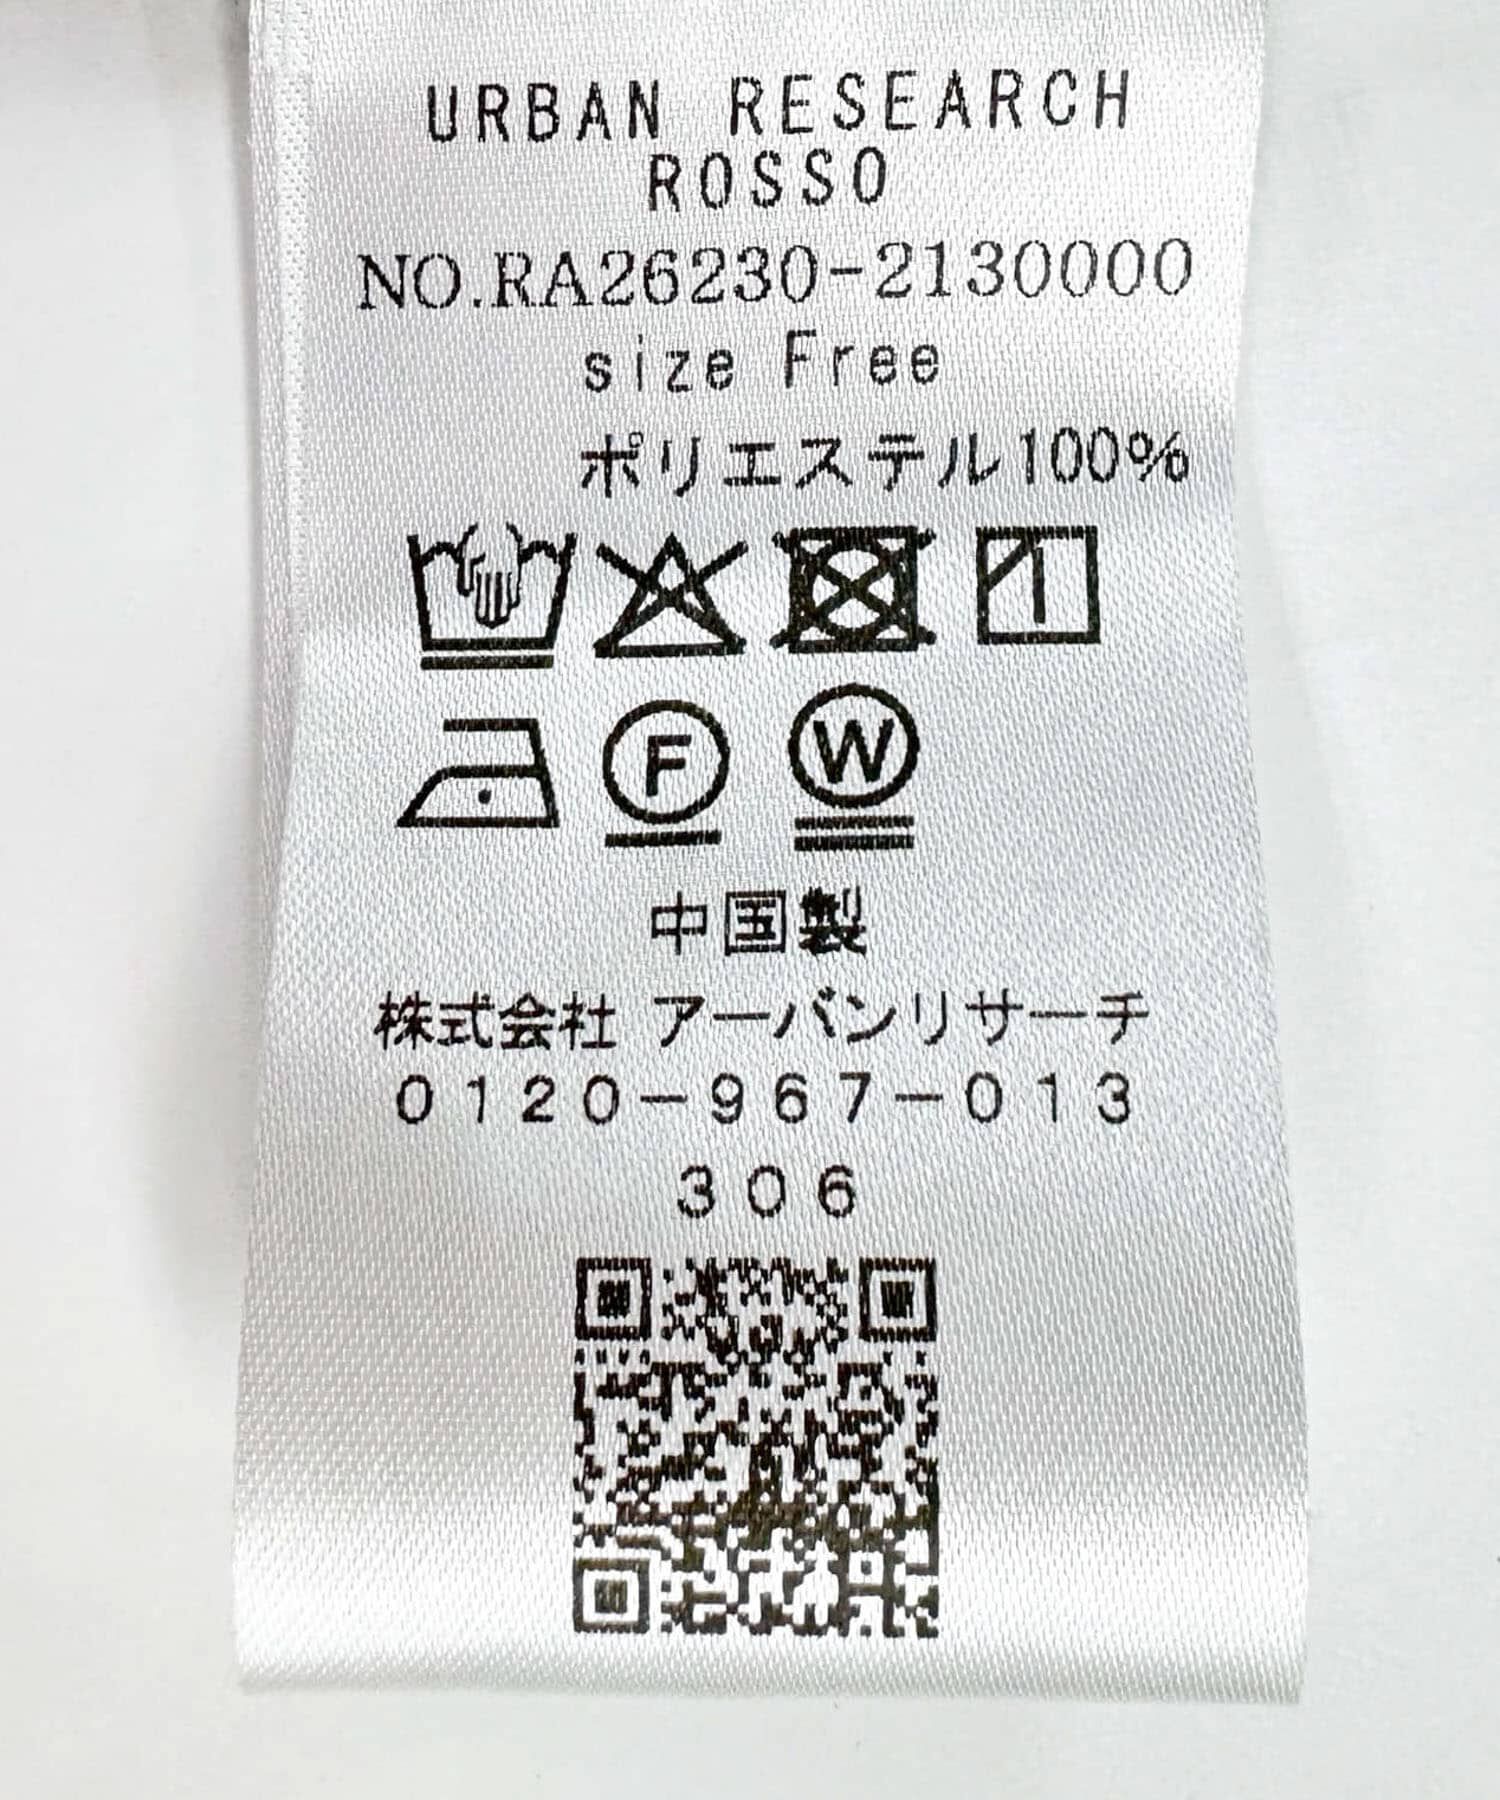 URBAN RESEARCH
ROSSO
NO.RA26230-2130000
size Free
ポリエステル100%
F W
中国製
株式会社 アーバンリサーチ
0120-967-013
306